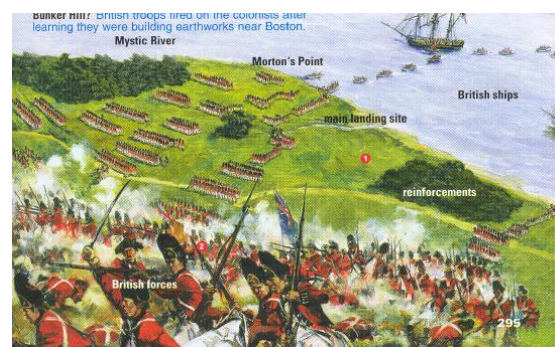 Bunker Hill? British troops fired on the colonists after
learning they were building earthworks near Boston.
Mystic River
Morton's Point
British ships
main landing site
1
reinforcements
2
British forces
295